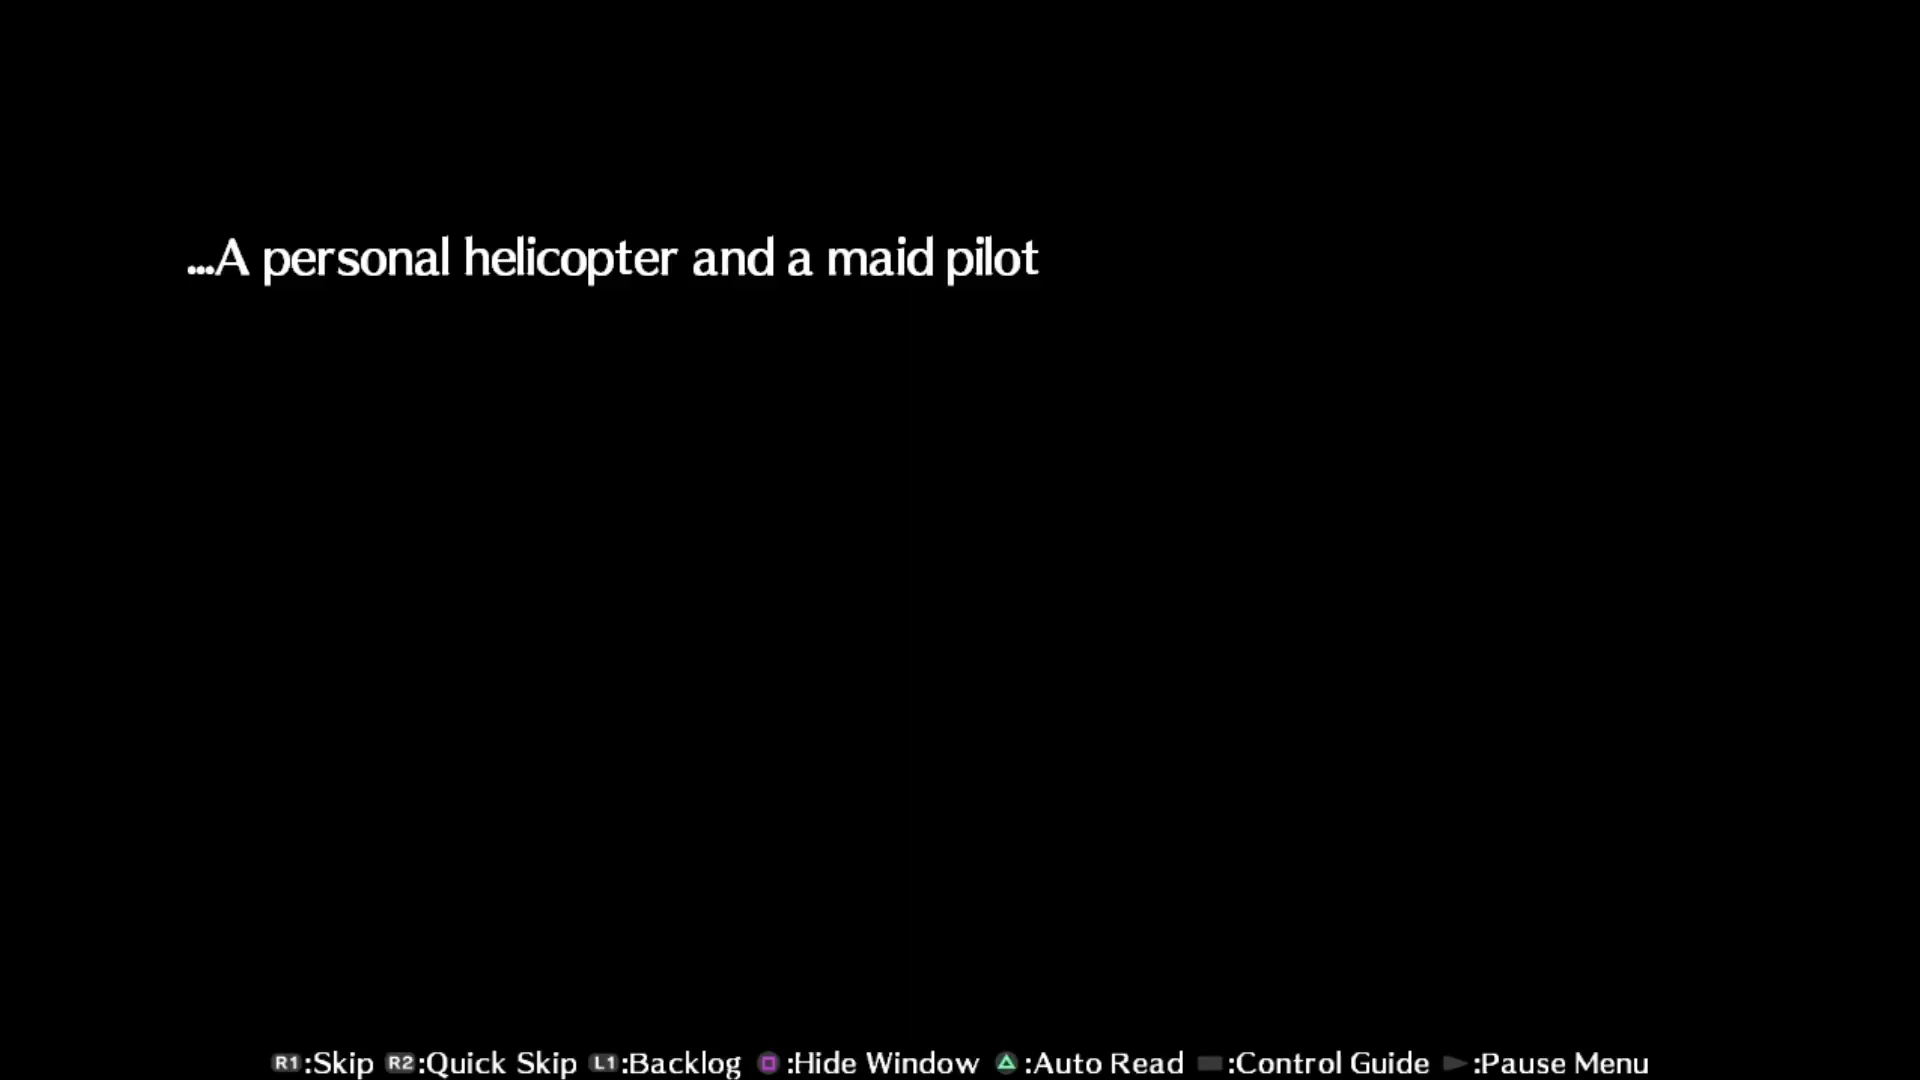 ...A personal helicopter and a maid pilot
R1:Skip R2:Quick Skip L1:Backlog :Hide Window :Auto Read :Control Guide :Pause Menu